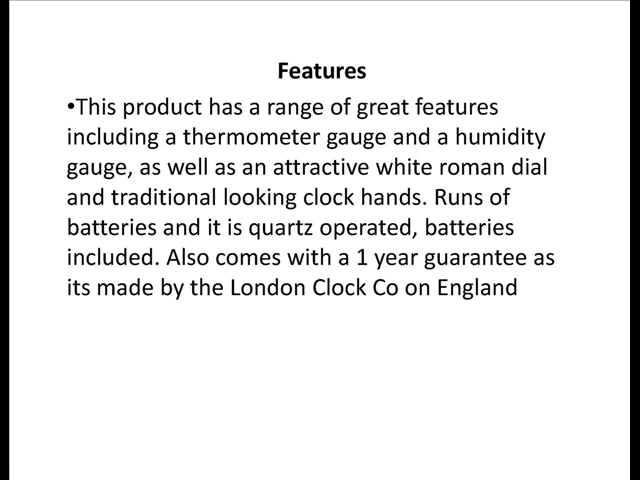 Features
•This product has a range of great features
including a thermometer gauge and a humidity
gauge, as well as an attractive white roman dial
and traditional looking clock hands. Runs of
batteries and it is quartz operated, batteries
included. Also comes with a 1 year guarantee as
its made by the London Clock Co on England